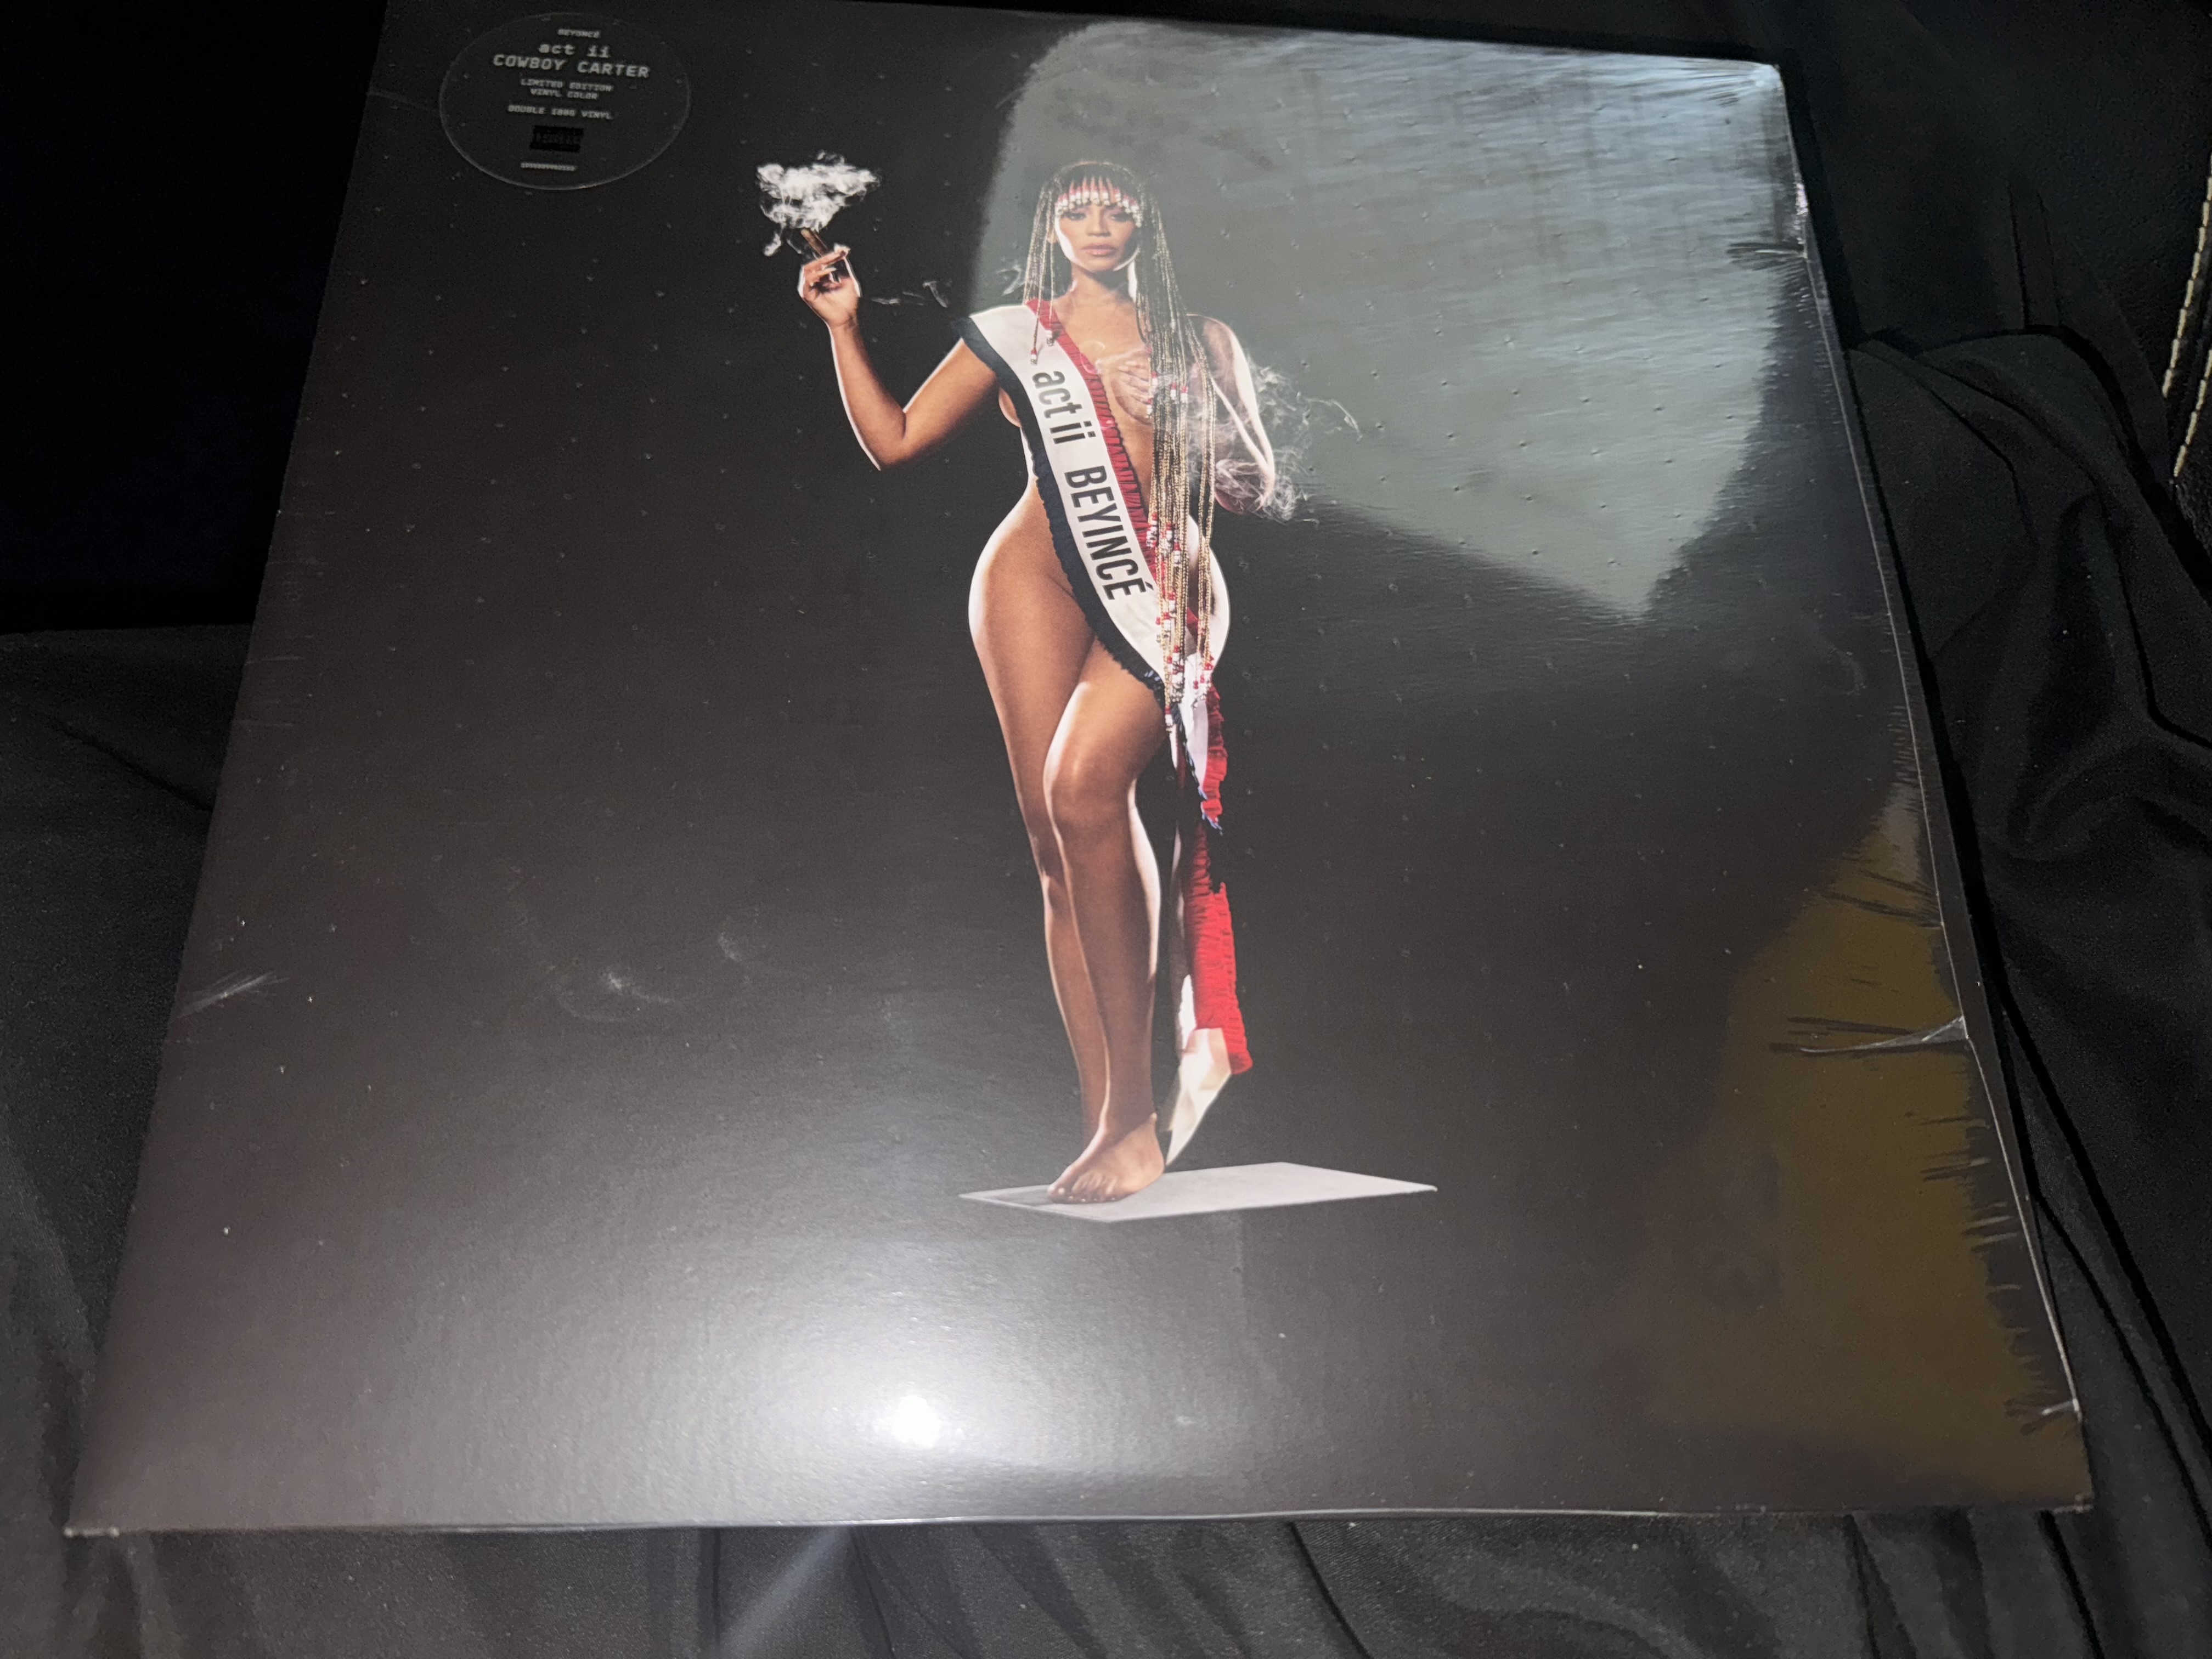 BEYONCÉ
act ii
COWBOY CARTER
LIMITED EDITION
VINYL COLOR
DOUBLE 180G VINYL
act ii BEYINCÉ